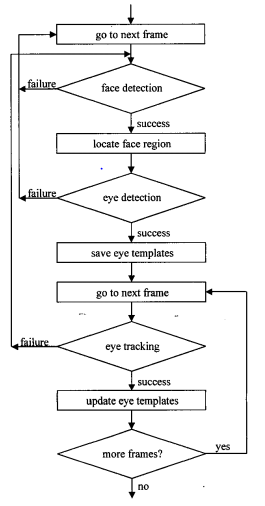 go to next frame
failure
face detection
success
locate face region
failure
eye detection
success
save eye templates
go to next frame
failure
eye tracking
success
update eye templates
more frames?
yes
no